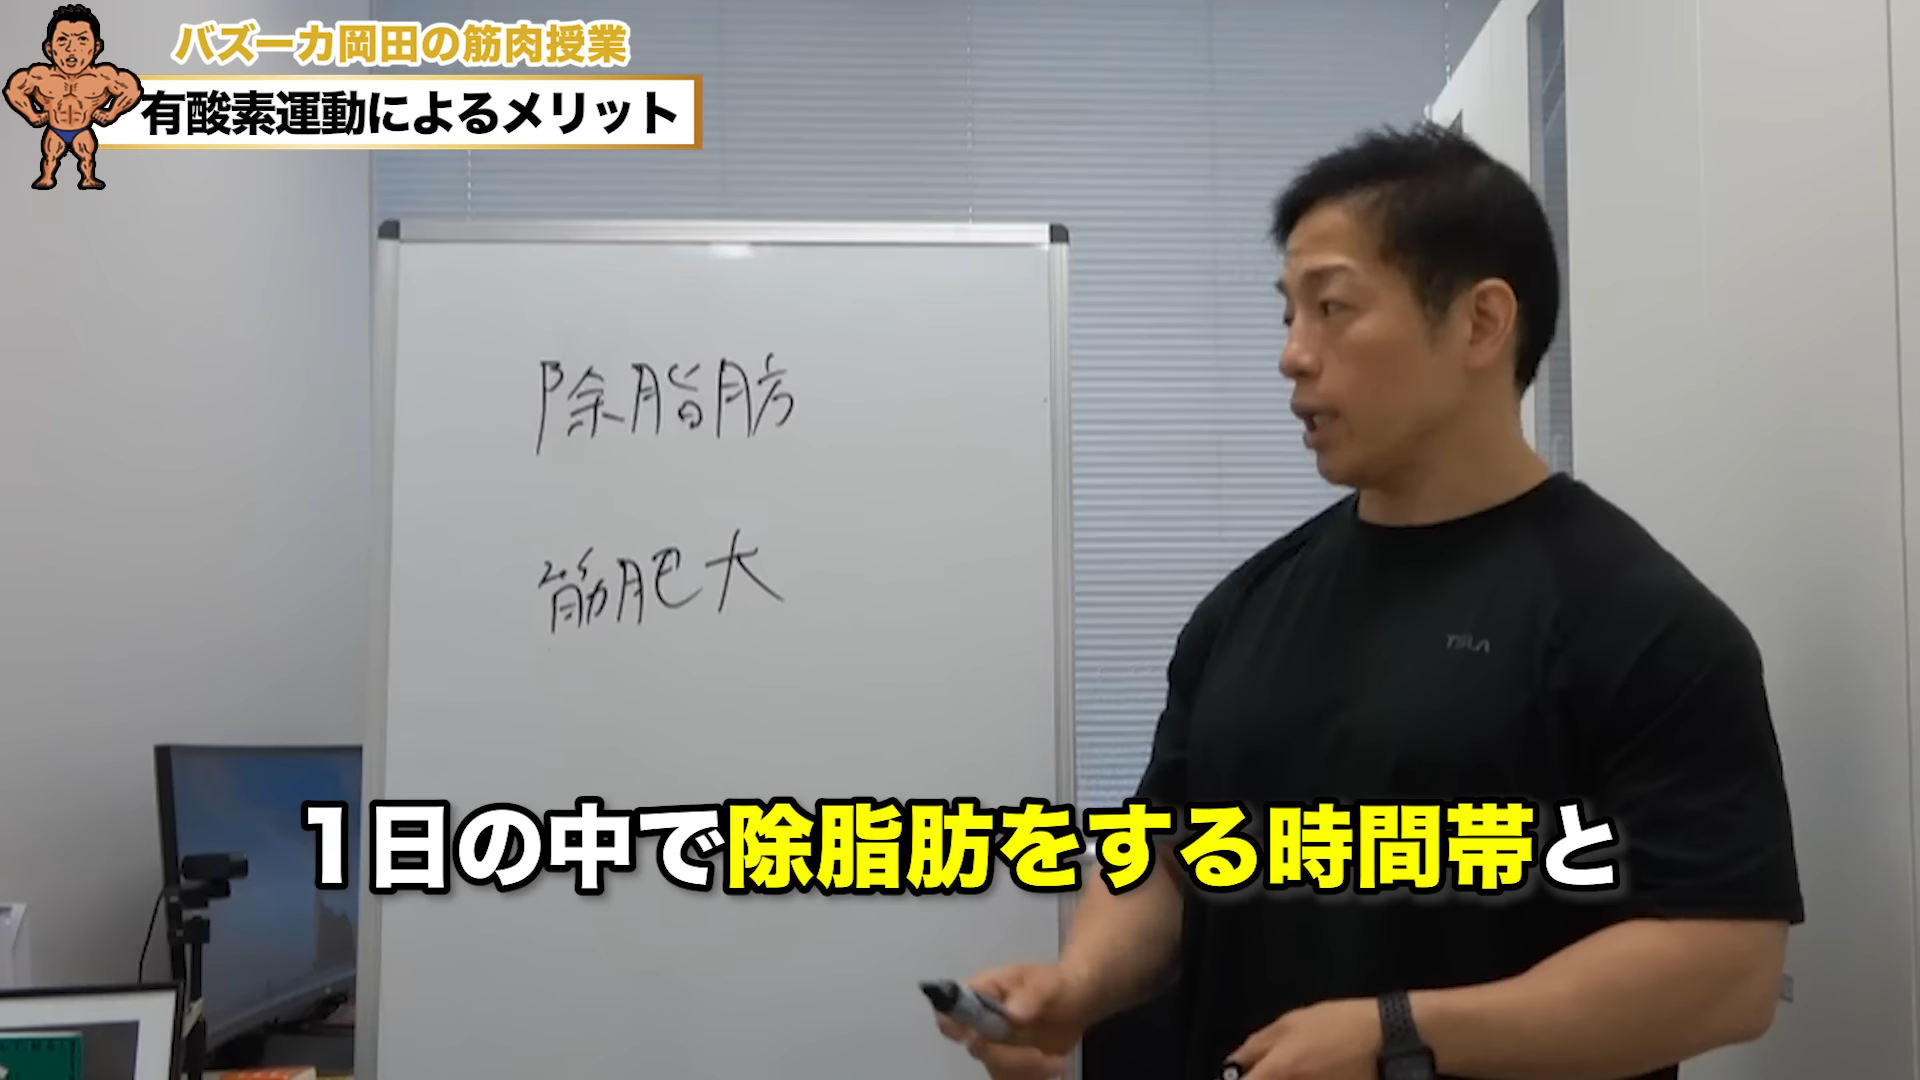 バズーカ岡田の筋肉授業
有酸素運動によるメリット
除脂肪
筋肥大
TSLA
1日の中で除脂肪をする時間帯と